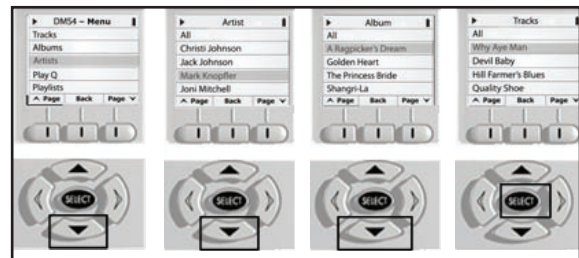 DMS4 – Menu
Tracks
Albums
Artists
Play Q
Playlists
Page Back Page
SELECT
Artist
All
Christi Johnson
Jack Johnson
Mark Knopfler
Joni Mitchell
Page Back Page
SELECT
Album
All
A Ragpicker's Dream
Golden Heart
The Princess Bride
Shangri-La
Page Back Page
SELECT
Tracks
All
Why Aye Man
Devil Baby
Hill Farmer's Blues
Quality Shoe
Page Back Page
SELECT